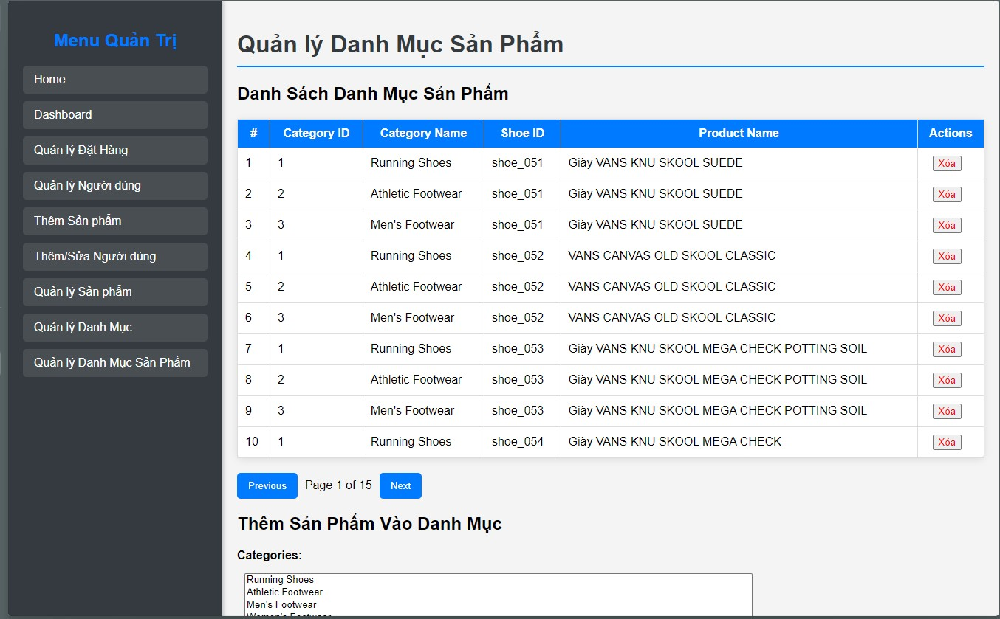 Menu Quản Trị
Home
Dashboard
Quản lý Đặt Hàng
Quản lý Người dùng
Thêm Sản phẩm
Thêm/Sửa Người dùng
Quản lý Sản phẩm
Quản lý Danh Mục
Quản lý Danh Mục Sản Phẩm
Quản lý Danh Mục Sản Phẩm
Danh Sách Danh Mục Sản Phẩm
# Category ID Category Name Shoe ID Product Name Actions
1 1 Running Shoes shoe_051 Giày VANS KNU SKOOL SUEDE Xóa
2 2 Athletic Footwear shoe_051 Giày VANS KNU SKOOL SUEDE Xóa
3 3 Men's Footwear shoe_051 Giày VANS KNU SKOOL SUEDE Xóa
4 1 Running Shoes shoe_052 VANS CANVAS OLD SKOOL CLASSIC Xóa
5 2 Athletic Footwear shoe_052 VANS CANVAS OLD SKOOL CLASSIC Xóa
6 3 Men's Footwear shoe_052 VANS CANVAS OLD SKOOL CLASSIC Xóa
7 1 Running Shoes shoe_053 Giày VANS KNU SKOOL MEGA CHECK POTTING SOIL Xóa
8 2 Athletic Footwear shoe_053 Giày VANS KNU SKOOL MEGA CHECK POTTING SOIL Xóa
9 3 Men's Footwear shoe_053 Giày VANS KNU SKOOL MEGA CHECK POTTING SOIL Xóa
10 1 Running Shoes shoe_054 Giày VANS KNU SKOOL MEGA CHECK Xóa
Previous Page 1 of 15 Next
Thêm Sản Phẩm Vào Danh Mục
Categories:
Running Shoes
Athletic Footwear
Men's Footwear
Women's Footwear